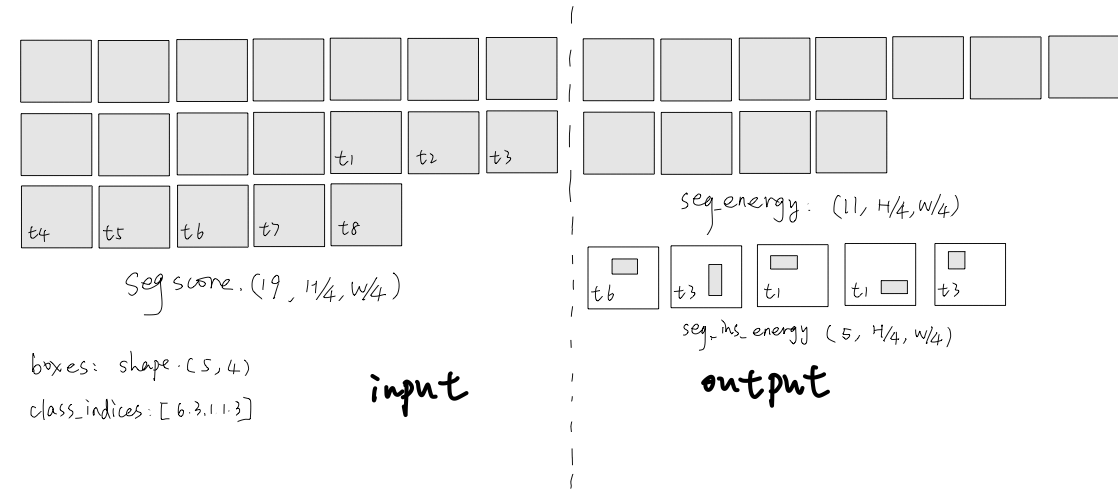 t1 t2 t3
t4 t5 t6 t7 t8
seg score. (19, H/4, W/4)
boxes: shape. (5, 4)
class_indices: [6.3.1.1.3]
input
seg_energy: (11, H/4, W/4)
t6 t3 t1 t1 t3
seg_ins_energy (5, H/4, W/4)
output